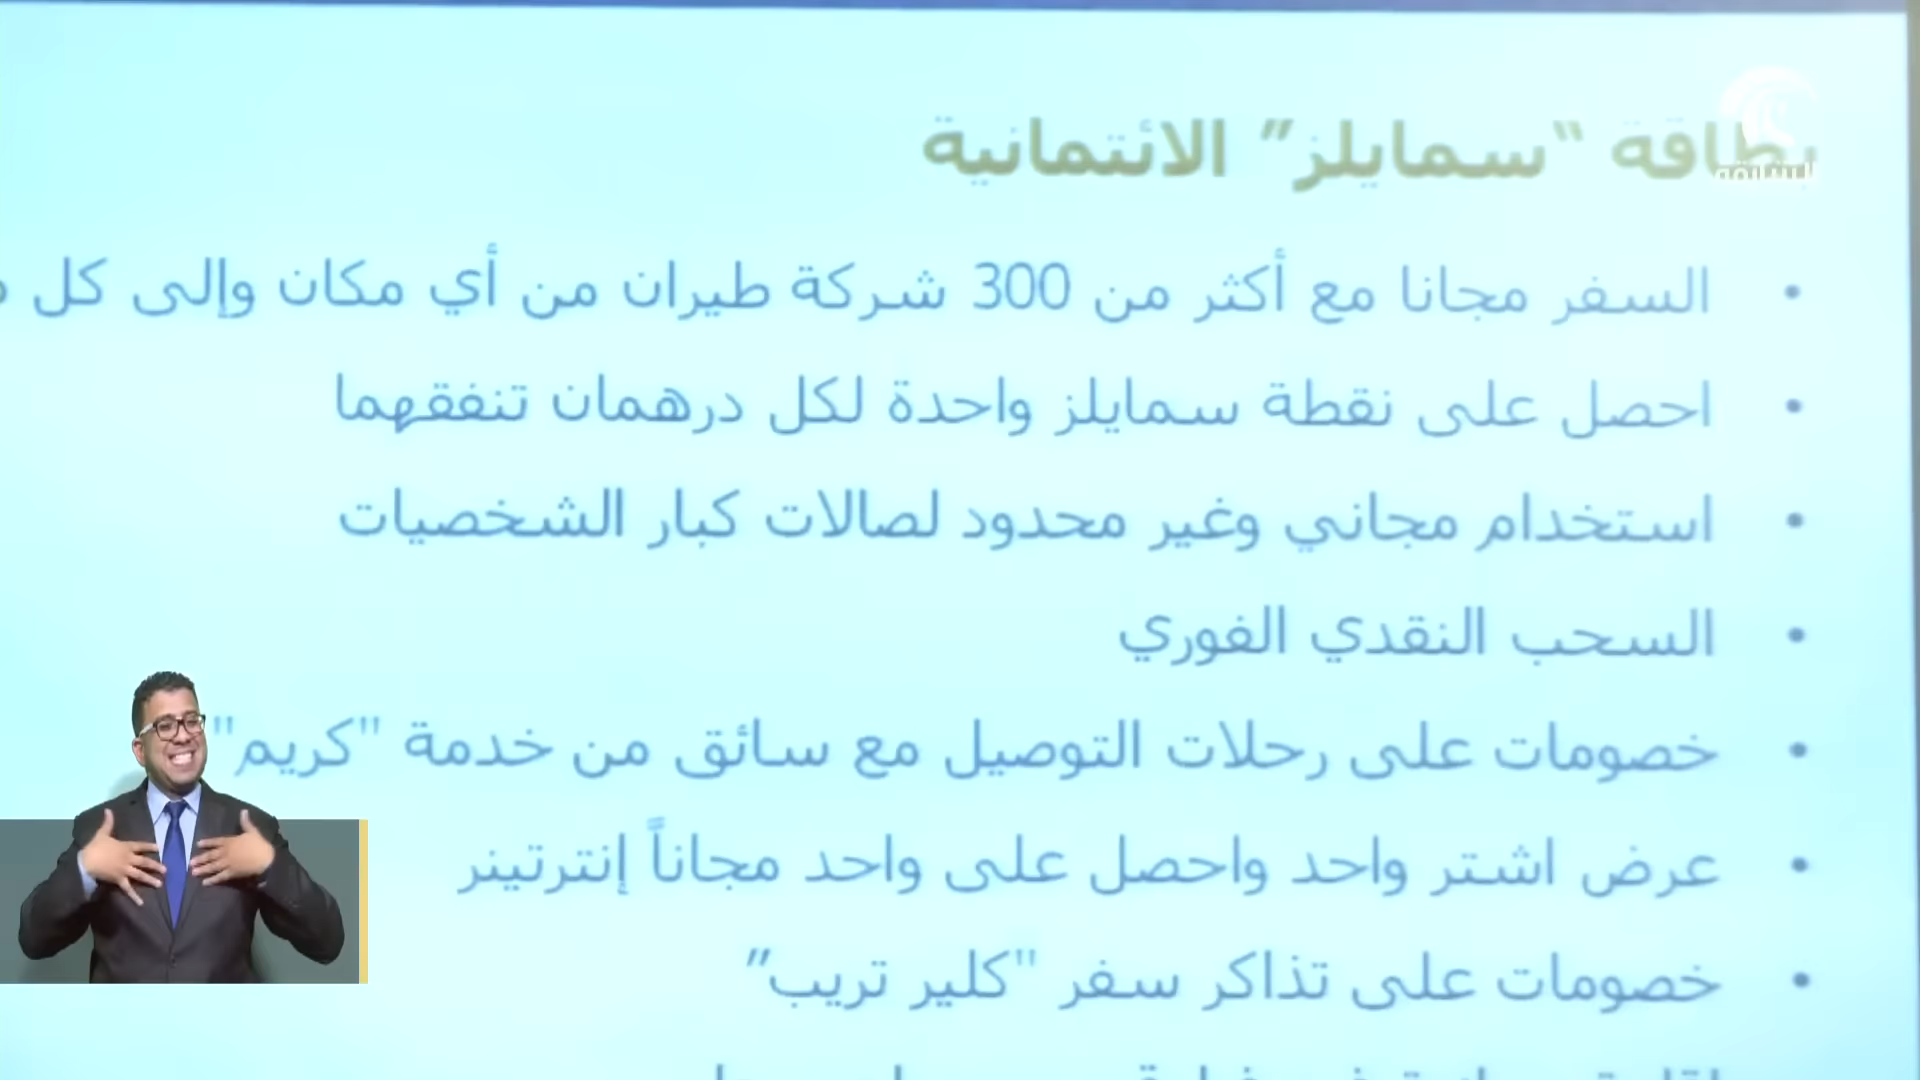 بطاقة “سمايلز” الائتمانية
الشارقة
• السفر مجانا مع أكثر من 300 شركة طيران من أي مكان وإلى كل
• احصل على نقطة سمايلز واحدة لكل درهمان تنفقهما
• استخدام مجاني وغير محدود لصالات كبار الشخصيات
• السحب النقدي الفوري
• خصومات على رحلات التوصيل مع سائق من خدمة "كريم"
• عرض اشتر واحد واحصل على واحد مجاناً إنترتينر
• خصومات على تذاكر سفر "كلير تريب”